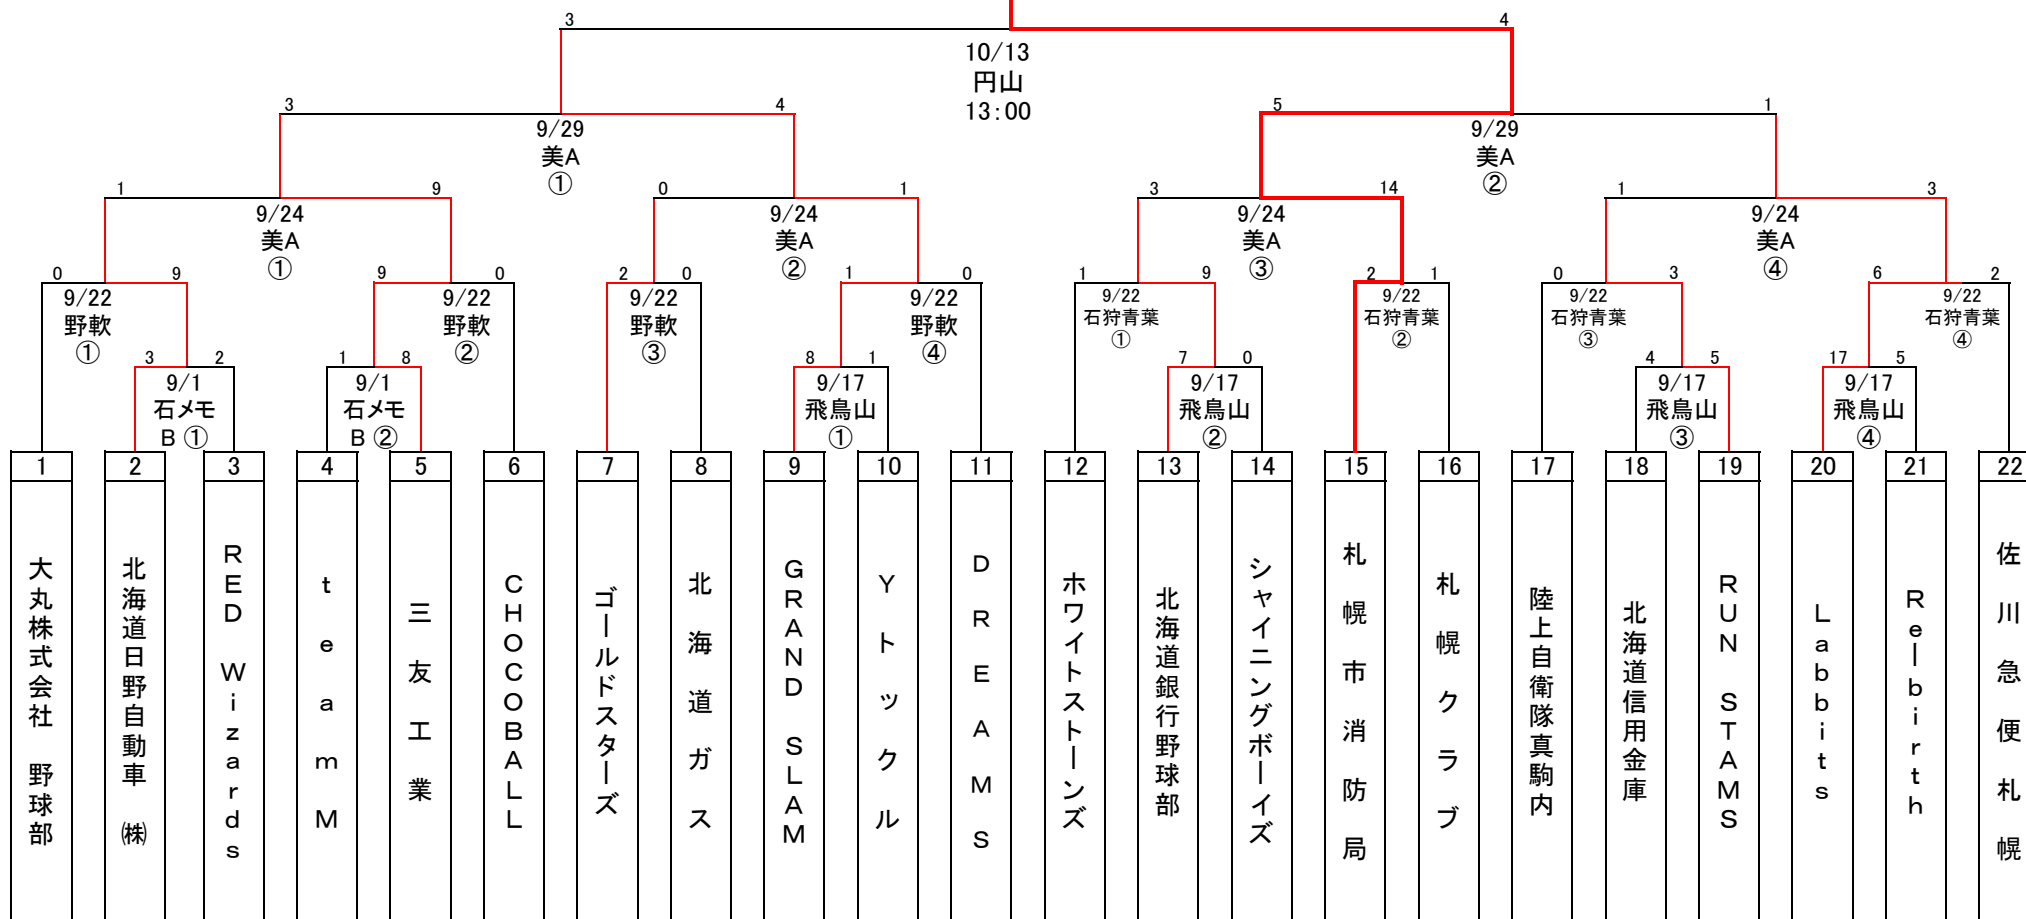 3 4
10/13
円山
13:00
3 4 5 1
9/29 9/29
美A 美A
① ②
1 9 0 1 3 14 1 3
9/24 9/24 9/24 9/24
美A 美A 美A 美A
① ② ③ ④
0 9 9 0 2 0 1 0 1 9 2 1 0 3 6 2
9/22 9/22 9/22 9/22 9/22 9/22 9/22 9/22
野軟 野軟 野軟 野軟 石狩青葉 石狩青葉 石狩青葉 石狩青葉
① ② ③ ④ ① ② ③ ④
3 2 1 8 8 1 7 0 4 5 17 5
9/1 9/1 9/17 9/17 9/17 9/17
石メモ 石メモ 飛鳥山 飛鳥山 飛鳥山 飛鳥山
B ① B ② ① ② ③ ④
1 2 3 4 5 6 7 8 9 10 11 12 13 14 15 16 17 18 19 20 21 22
大丸株式会社 野球部
北海道日野自動車 ㈱
RED Wizards
teamM
三友工業
CHOCOBALL
ゴールドスターズ
北海道ガス
GRAND SLAM
Yトックル
DREAMS
ホワイトストーンズ
北海道銀行野球部
シャイニングボーイズ
札幌市消防局
札幌クラブ
陸上自衛隊真駒内
北海道信用金庫
RUN STAMS
Labbits
Re|birth
佐川急便札幌